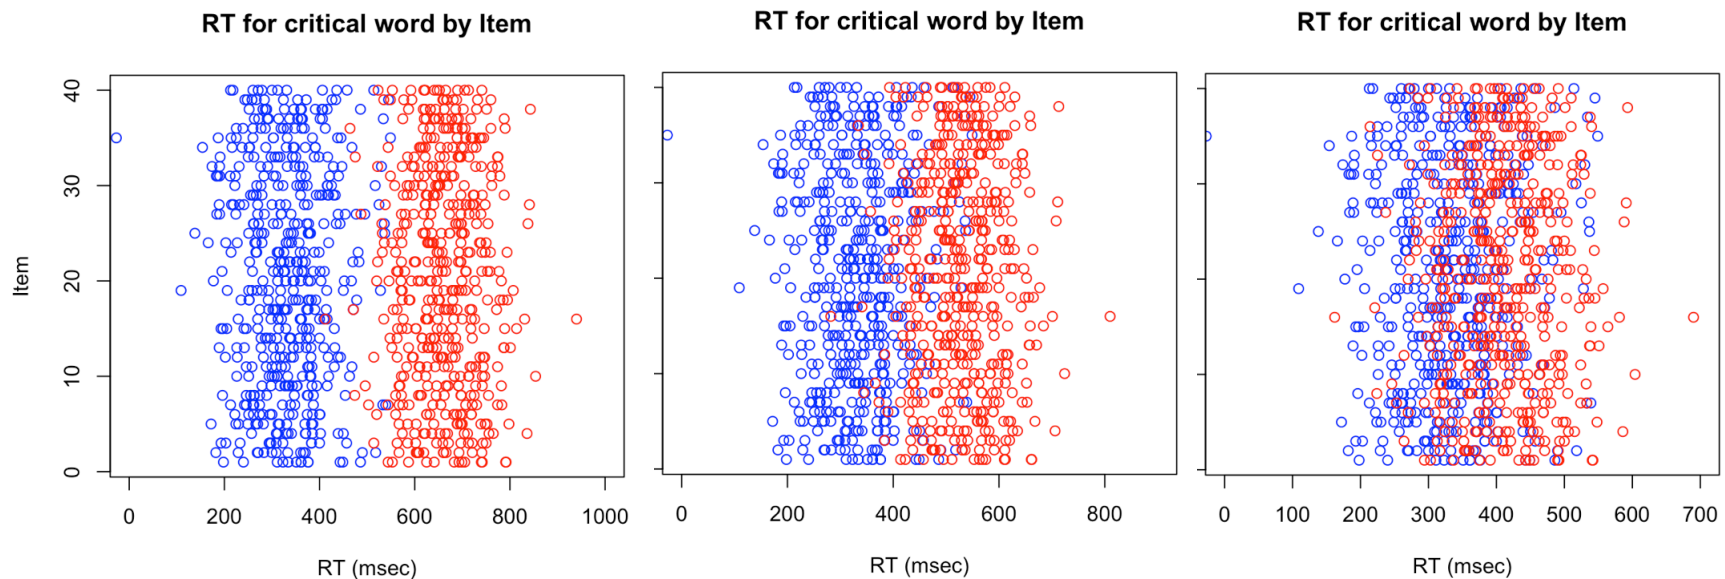 RT for critical word by Item
RT for critical word by Item
RT for critical word by Item
40
30
20
10
0
Item
0 200 400 600 800 1000
0 200 400 600 800
0 100 200 300 400 500 600 700
RT (msec)
RT (msec)
RT (msec)